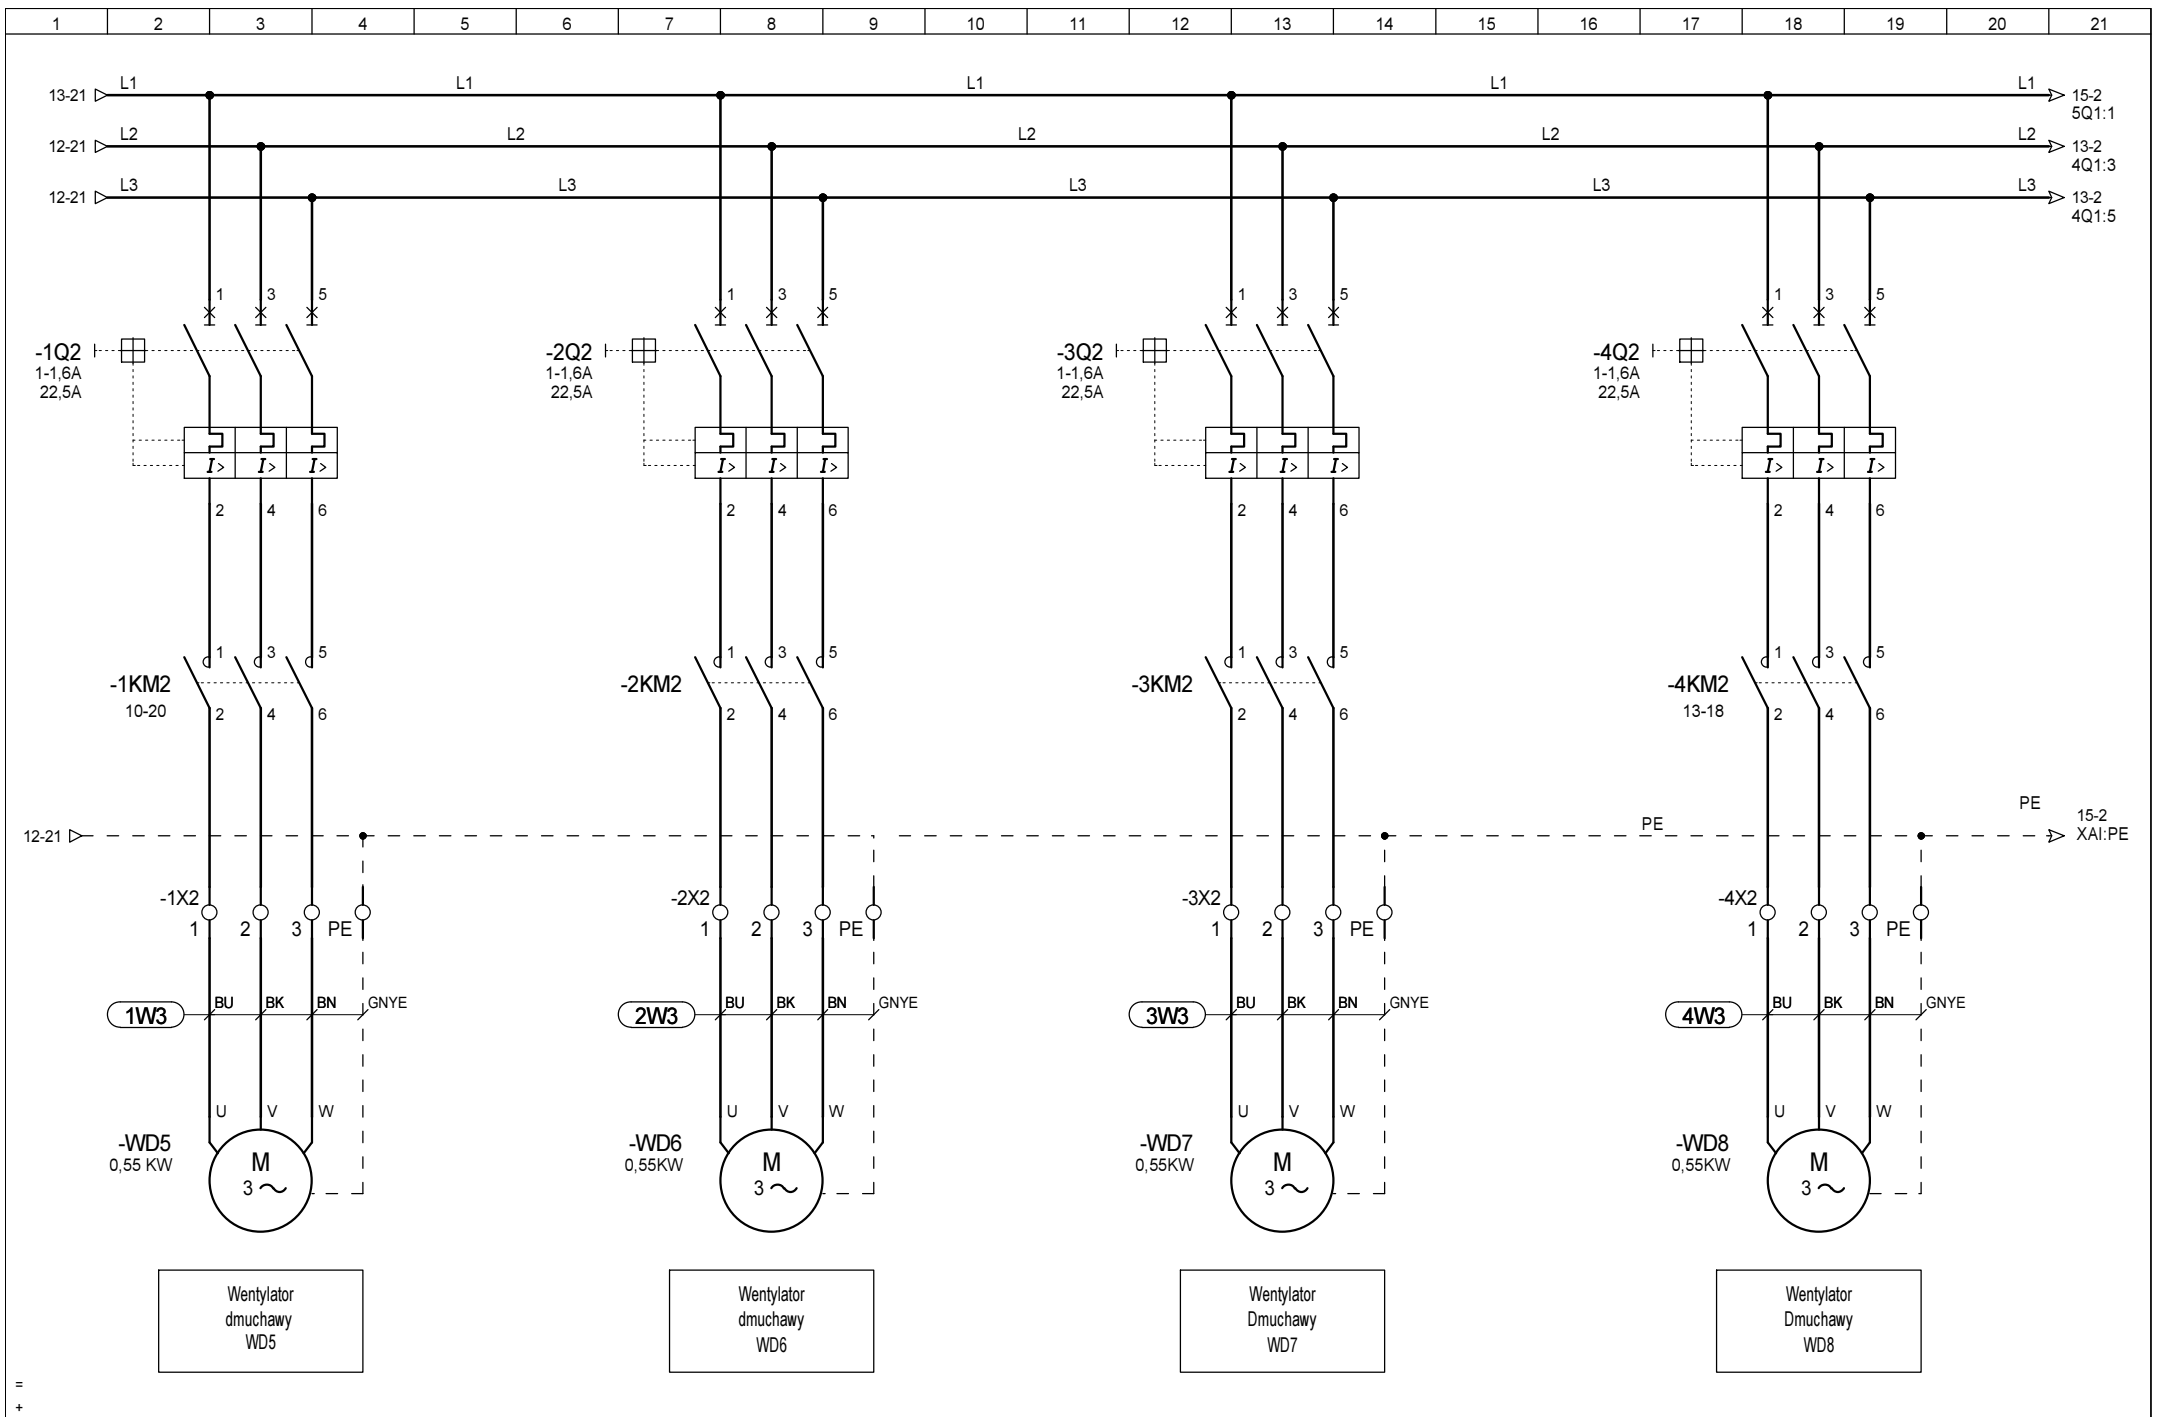 1 2 3 4 5 6 7 8 9 10 11 12 13 14 15 16 17 18 19 20 21
L1 L1 L1 L1 L1
13-21 15-2
5Q1:1
L2 L2 L2 L2 L2
12-21 13-2
4Q1:3
L3 L3 L3 L3 L3
12-21 13-2
4Q1:5
1 3 5 1 3 5 1 3 5 1 3 5
-1Q2 -2Q2 -3Q2 -4Q2
1-1,6A 1-1,6A 1-1,6A 1-1,6A
22,5A 22,5A 22,5A 22,5A
I> I> I> I> I> I> I> I> I> I> I> I>
2 4 6 2 4 6 2 4 6 2 4 6
1 3 5 1 3 5 1 3 5 1 3 5
-1KM2 -2KM2 -3KM2 -4KM2
10-20 2 4 6 2 4 6 2 4 6 13-18 2 4 6
PE 15-2
12-21 PE XAI:PE
-1X2 -2X2 -3X2 -4X2
1 2 3 PE 1 2 3 PE 1 2 3 PE 1 2 3 PE
BU BK BN GNYE BU BK BN GNYE BU BK BN GNYE BU BK BN GNYE
1W3 2W3 3W3 4W3
U V W U V W U V W U V W
-WD5 -WD6 -WD7 -WD8
0,55 KW M 0,55KW M 0,55KW M 0,55KW M
3~ 3~ 3~ 3~
Wentylator
dmuchawy
WD5
Wentylator
dmuchawy
WD6
Wentylator
Dmuchawy
WD7
Wentylator
Dmuchawy
WD8
=
+